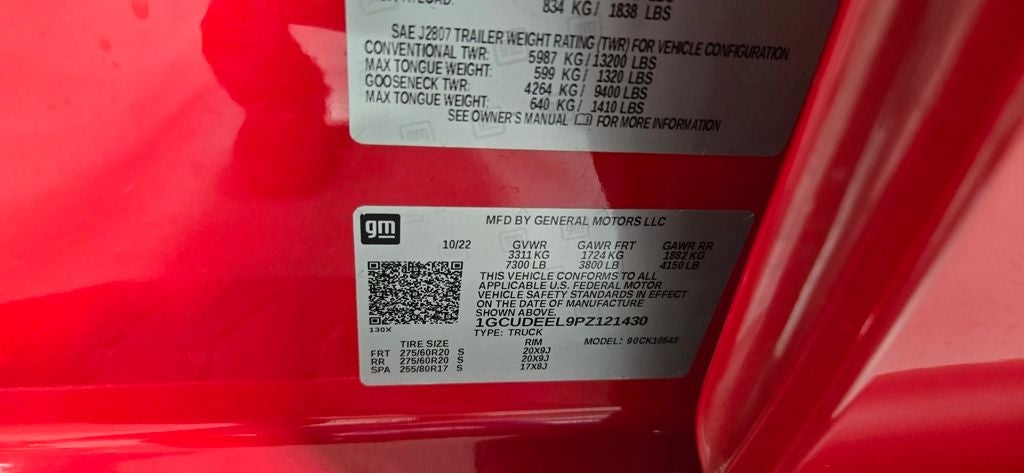 834 KG / 1838 LBS
SAE J2807 TRAILER WEIGHT RATING (TWR) FOR VEHICLE CONFIGURATION
CONVENTIONAL TWR: 5987 KG / 13200 LBS
MAX TONGUE WEIGHT: 599 KG / 1320 LBS
GOOSENECK TWR: 4264 KG / 9400 LBS
MAX TONGUE WEIGHT: 640 KG / 1410 LBS
SEE OWNER'S MANUAL FOR MORE INFORMATION
gm
MFD BY GENERAL MOTORS LLC
10/22 GVWR GAWR FRT GAWR RR
3311 KG 1724 KG 1882 KG
7300 LB 3800 LB 4150 LB
THIS VEHICLE CONFORMS TO ALL
APPLICABLE U.S. FEDERAL MOTOR
VEHICLE SAFETY STANDARDS IN EFFECT
ON THE DATE OF MANUFACTURE
SHOWN ABOVE.
130X
1GCUDEEL9PZ121430
TYPE: TRUCK MODEL: 90CK10543
TIRE SIZE RIM
FRT 275/60R20 S 20X9J
RR 275/60R20 S 20X9J
SPA 255/80R17 S 17X8J